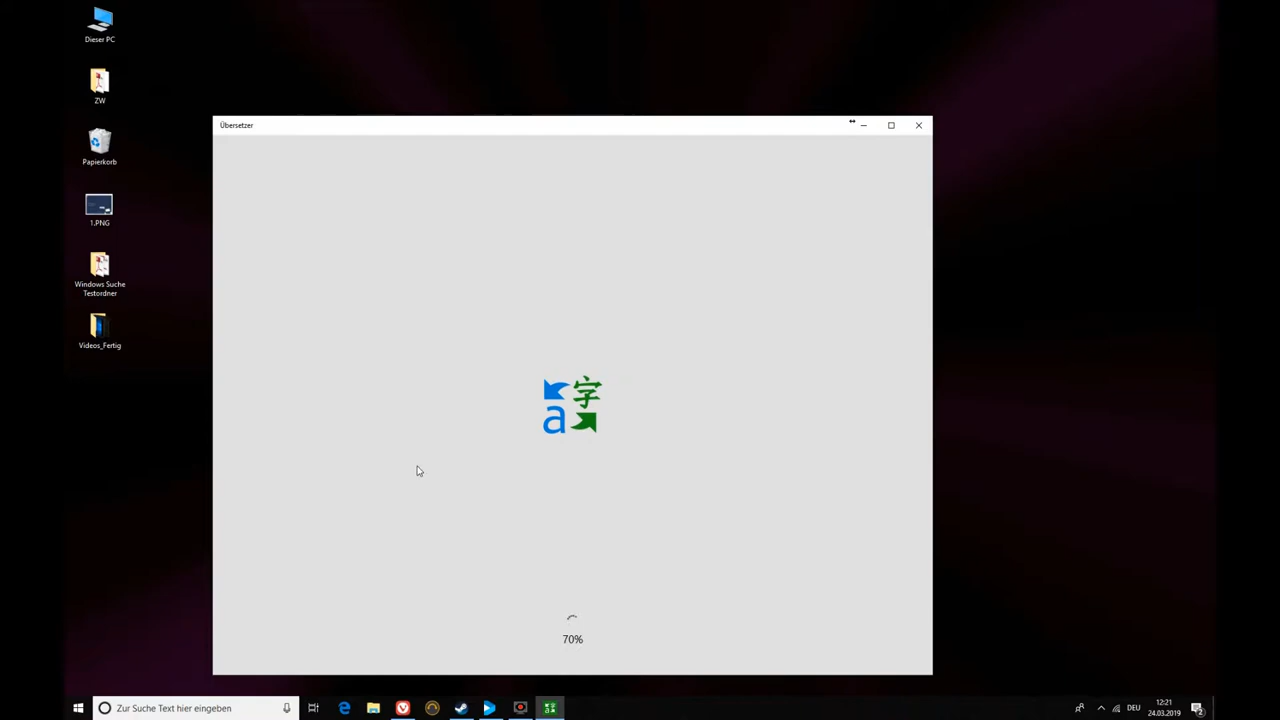 Dieser PC
ZW
Papierkorb
1.PNG
Windows Suche
Testordner
Videos_Fertig
Übersetzer
字
a
70%
Zur Suche Text hier eingeben
DEU
12:21
24.03.2019
2